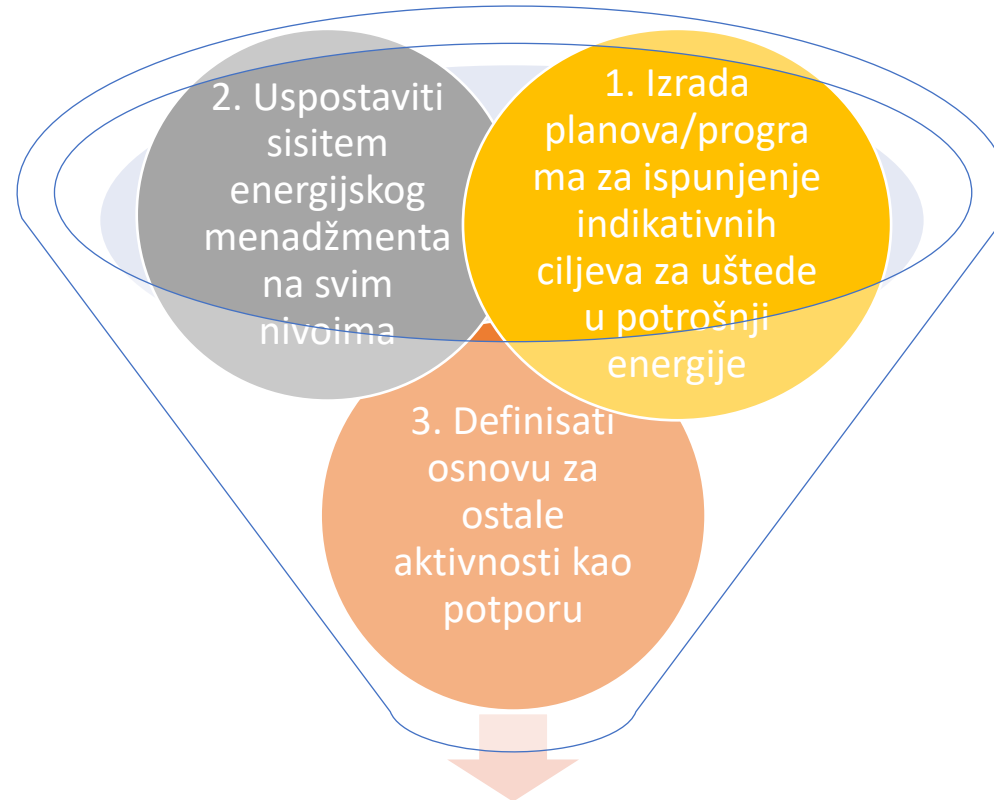 2. Uspostaviti
sisitem
energijskog
menadžmenta
na svim
nivoima
1. Izrada
planova/progra
ma za ispunjenje
indikativnih
ciljeva za uštede
u potrošnji
energije
3. Definisati
osnovu za
ostale
aktivnosti kao
potporu